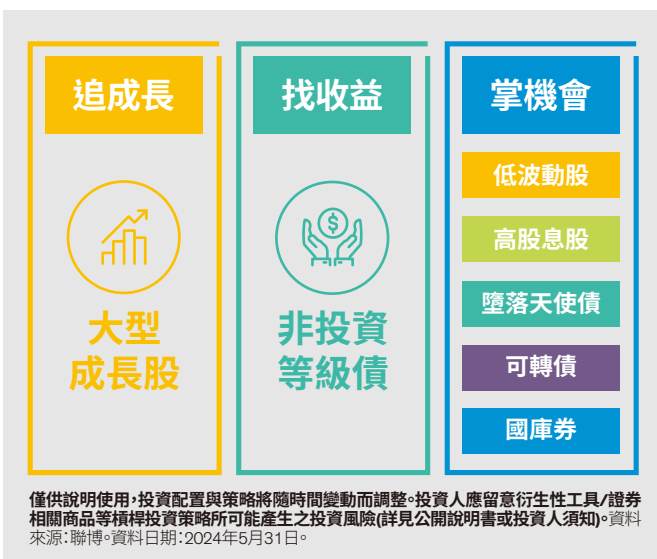 追成長
大型
成長股
找收益
$
非投資
等級債
掌機會
低波動股
高股息股
墮落天使債
可轉債
國庫券
僅供說明使用，投資配置與策略將隨時間變動而調整。投資人應留意衍生性工具/證券
相關商品等槓桿投資策略所可能產生之投資風險(詳見公開說明書或投資人須知)。資料
來源：聯博。資料日期：2024年5月31日。